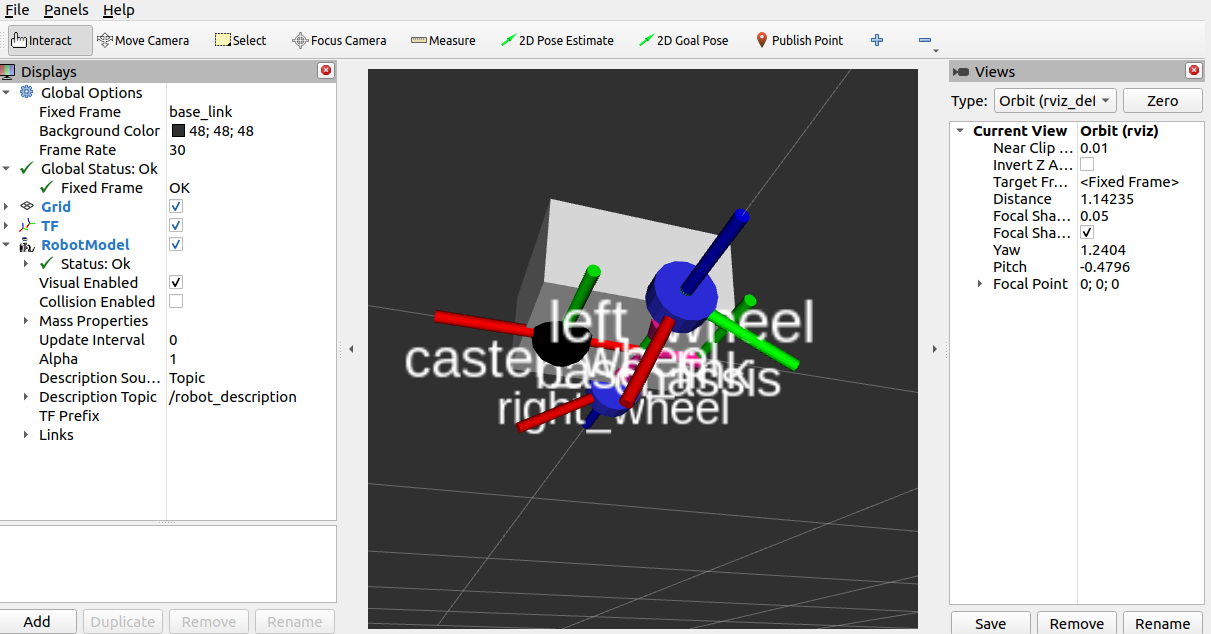 File Panels Help
Interact Move Camera Select Focus Camera Measure 2D Pose Estimate 2D Goal Pose Publish Point
Displays
Global Options
Fixed Frame base_link
Background Color 48; 48; 48
Frame Rate 30
Global Status: Ok
Fixed Frame OK
Grid
TF
RobotModel
Status: Ok
Visual Enabled
Collision Enabled
Mass Properties
Update Interval 0
Alpha 1
Description Sou... Topic
Description Topic /robot_description
TF Prefix
Links
Add Duplicate Remove Rename
left_wheel
caster_wheel
base_link
chassis
right_wheel
Views
Type: Orbit (rviz_def Zero
Current View Orbit (rviz)
Near Clip ... 0.01
Invert Z A...
Target Fr... <Fixed Frame>
Distance 1.14235
Focal Sha... 0.05
Focal Sha...
Yaw 1.2404
Pitch -0.4796
Focal Point 0; 0; 0
Save Remove Rename